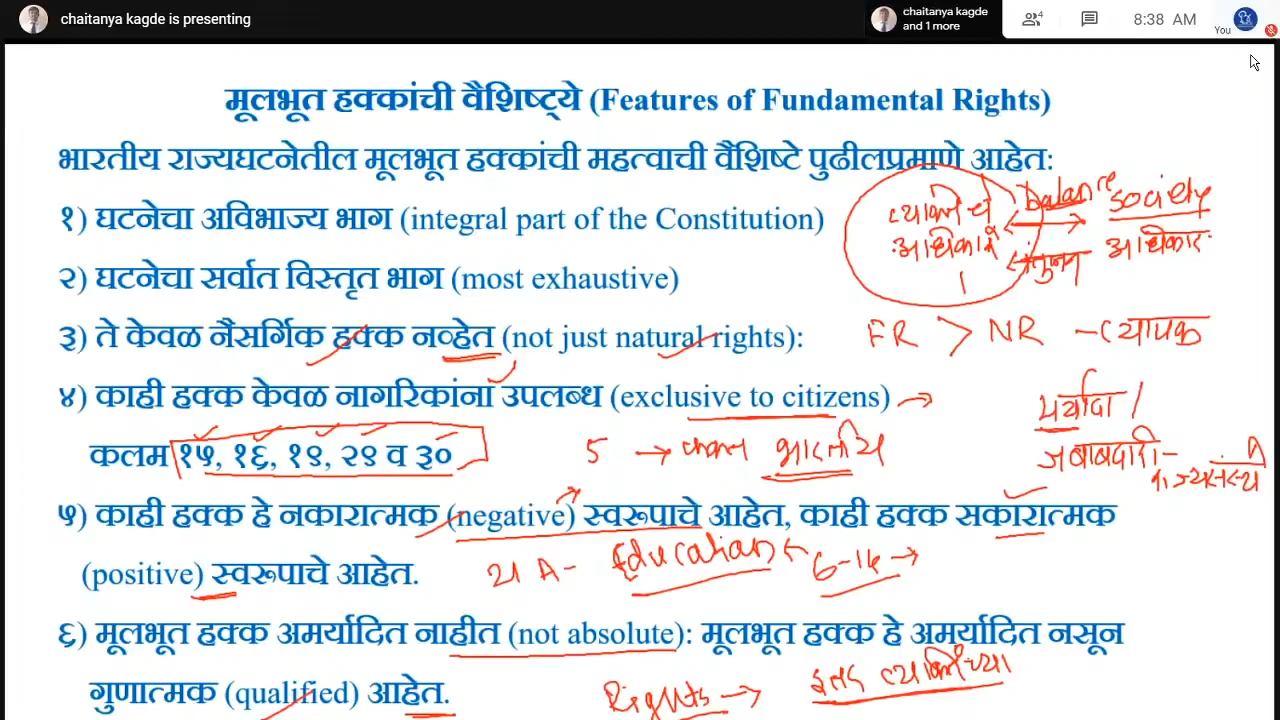 chaitanya kagde is presenting
chaitanya kagde
and 1 more
4
8:38 AM
You
मूलभूत हक्कांची वैशिष्ट्ये (Features of Fundamental Rights)
भारतीय राज्यघटनेतील मूलभूत हक्कांची महत्वाची वैशिष्टे पुढीलप्रमाणे आहेत:
१) घटनेचा अविभाज्य भाग (integral part of the Constitution)
balance society
अधिकार
२) घटनेचा सर्वात विस्तृत भाग (most exhaustive)
३) ते केवळ नैसर्गिक हक्क नव्हेत (not just natural rights):
FR > NR - व्यापक
४) काही हक्क केवळ नागरिकांना उपलब्ध (exclusive to citizens) →
मर्यादा /
जबाबदारी -
कलम १५, १६, १९, २९ व ३०
5 → भारतीय
५) काही हक्क हे नकारात्मक (negative) स्वरूपाचे आहेत, काही हक्क सकारात्मक
(positive) स्वरूपाचे आहेत.
21 A - Education 6-14 →
६) मूलभूत हक्क अमर्यादित नाहीत (not absolute): मूलभूत हक्क हे अमर्यादित नसून
गुणात्मक (qualified) आहेत.
Rights → इतर व्यक्तींच्या